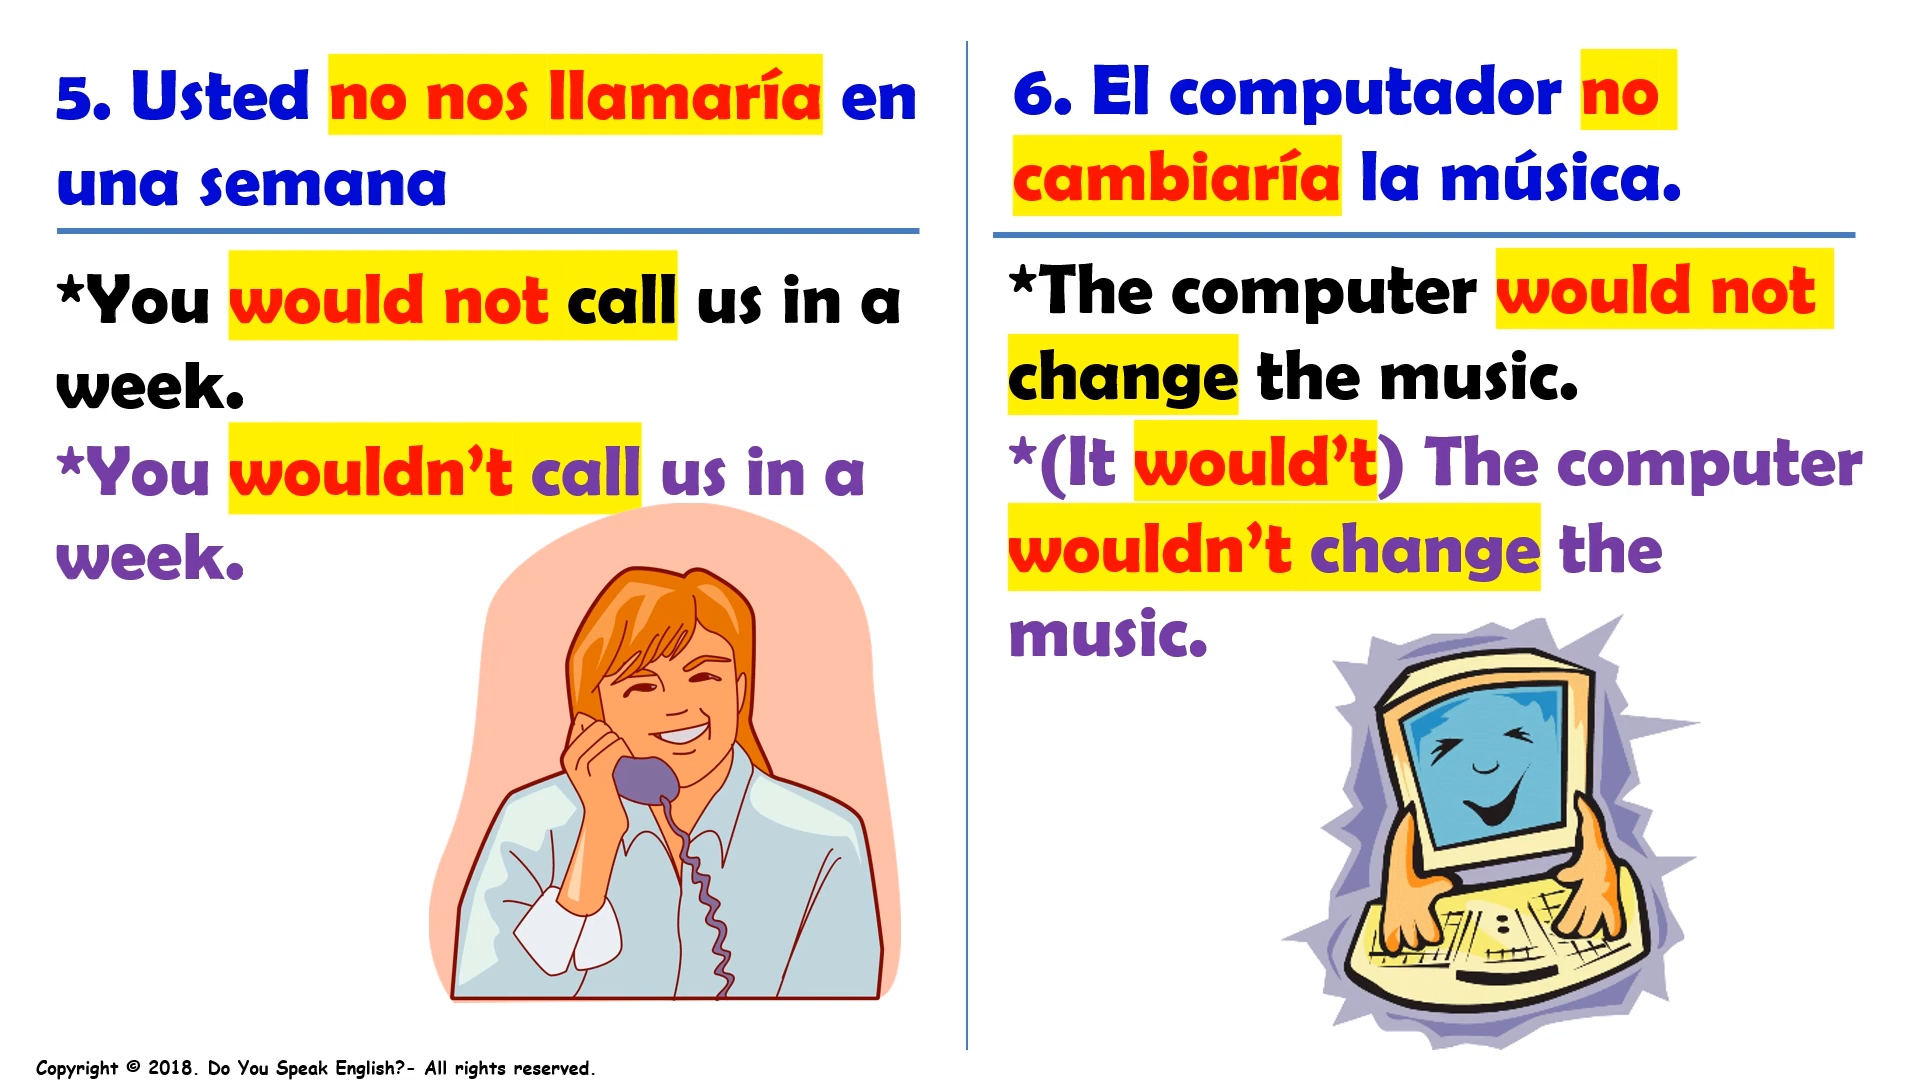 5. Usted no nos llamaría en
una semana
*You would not call us in a
week.
*You wouldn’t call us in a
week.
6. El computador no
cambiaría la música.
*The computer would not
change the music.
*(It would’t) The computer
wouldn’t change the
music.
Copyright © 2018. Do You Speak English?- All rights reserved.